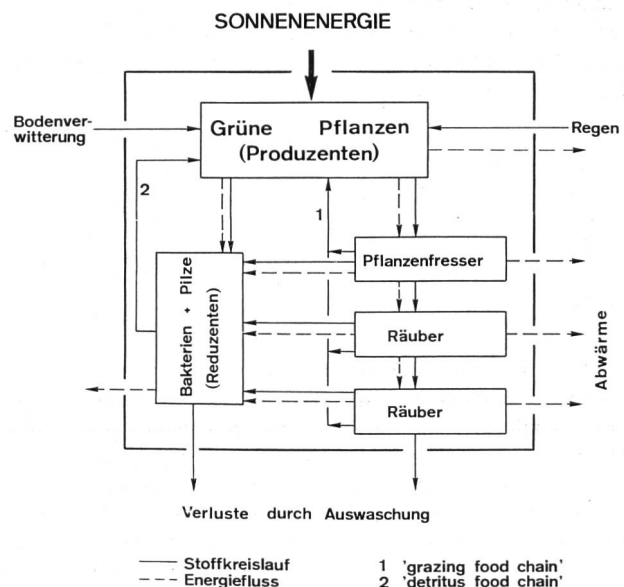 SONNENENERGIE
Bodenver-
witterung
Grüne Pflanzen
(Produzenten)
Regen
2
1
Pflanzenfresser
Bakterien + Pilze
(Reduzenten)
Räuber
Räuber
Abwärme
Verluste durch Auswaschung
Stoffkreislauf
Energiefluss
1 'grazing food chain'
2 'detritus food chain'